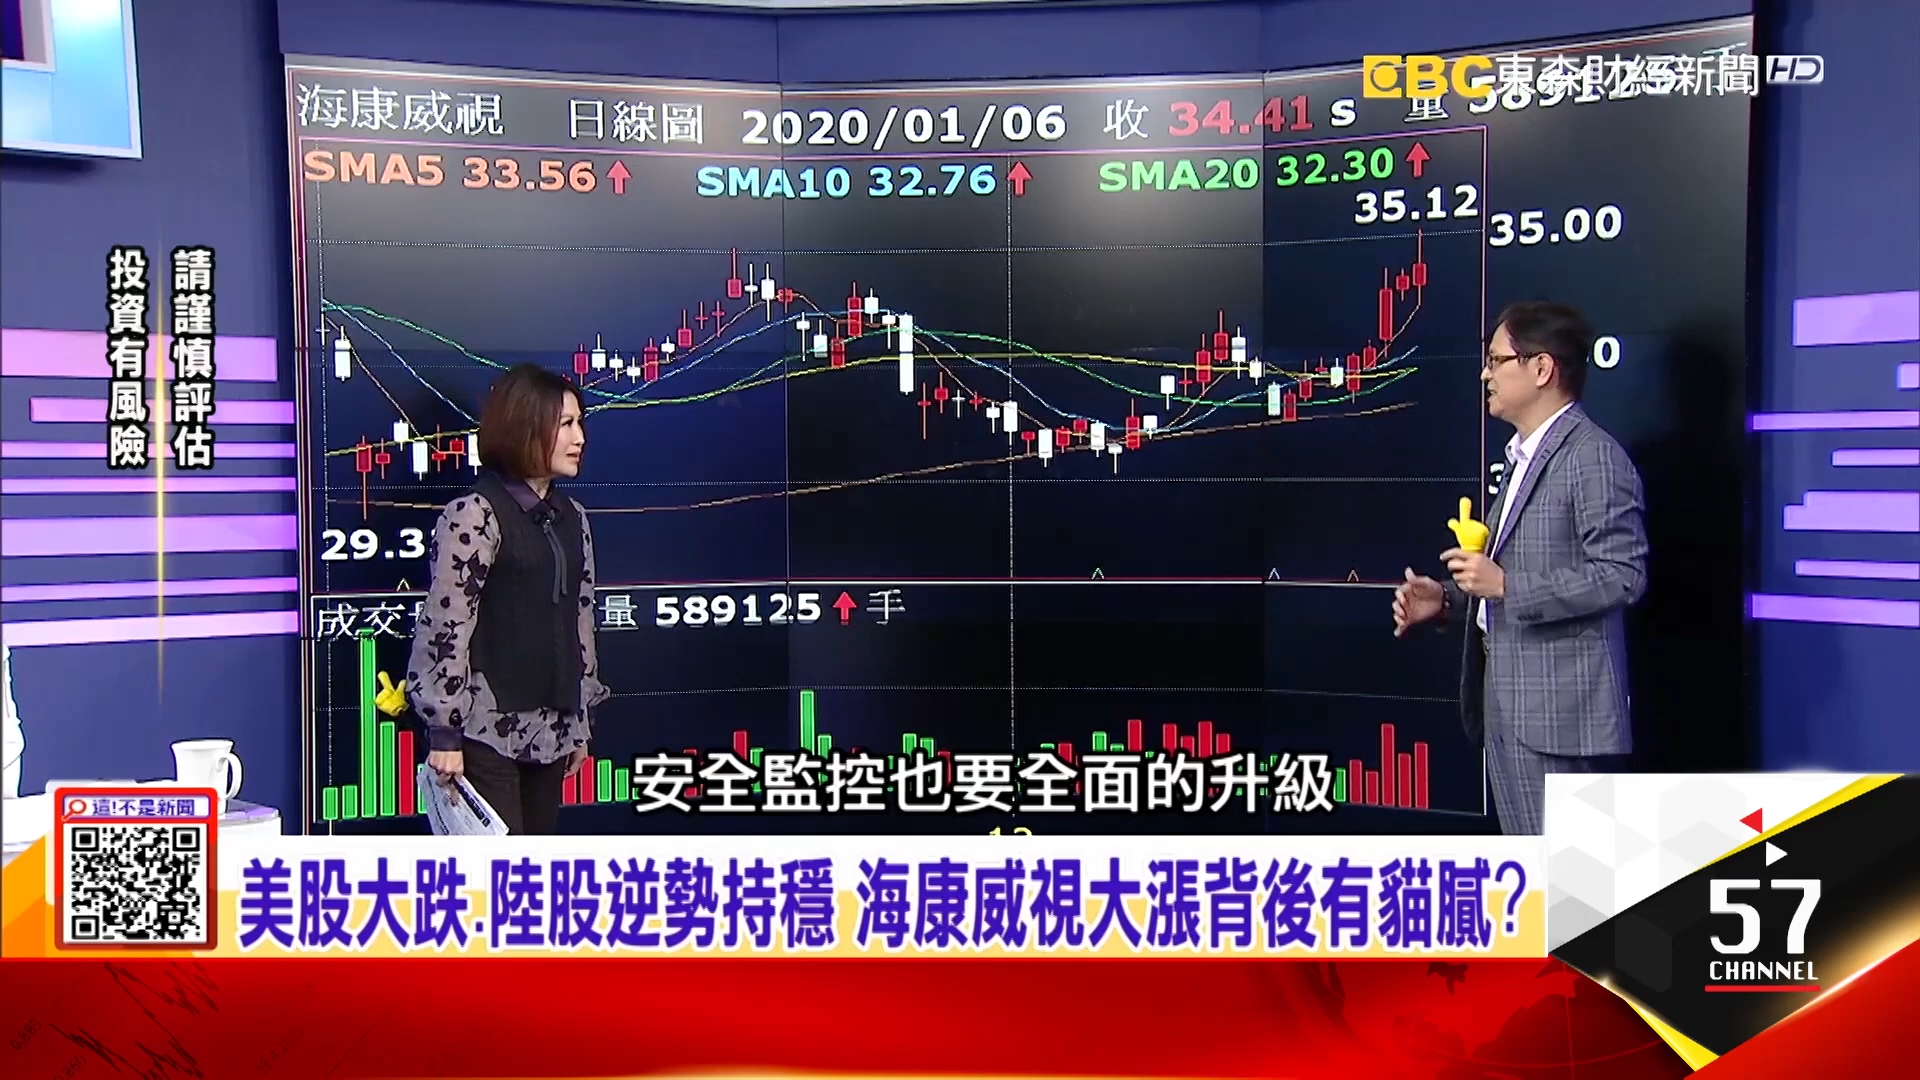 EBC 東森財經新聞 HD
海康威視 日線圖 2020/01/06 收 34.41 s 量 589125 手
SMA5 33.56↑ SMA10 32.76↑ SMA20 32.30↑
35.12
35.00
29.3
量 589125↑手
請謹慎評估
投資有風險
安全監控也要全面的升級
這!不是新聞
美股大跌.陸股逆勢持穩 海康威視大漲背後有貓膩?
57
CHANNEL